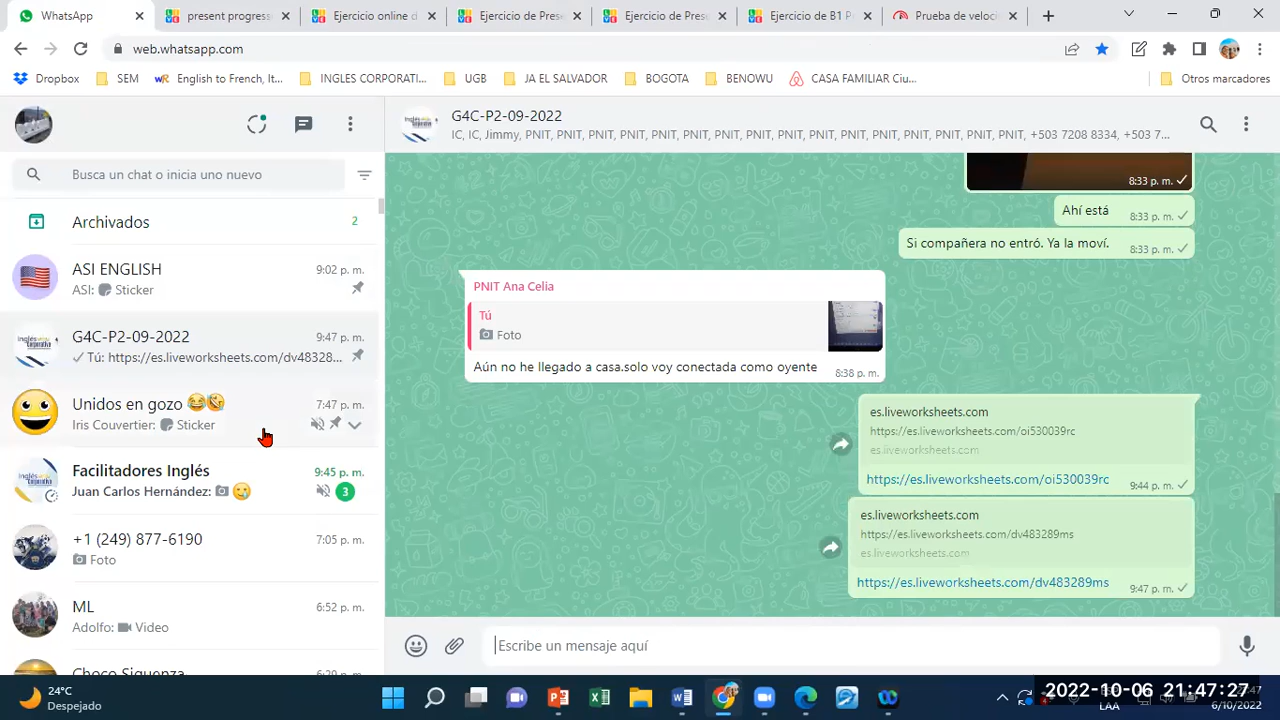 WhatsApp
present progress
Ejercicio online d
Ejercicio de Prese
Ejercicio de Pres
Ejercicio de B1 P
Prueba de veloc
web.whatsapp.com
Dropbox
SEM
English to French, It...
INGLES CORPORATI...
UGB
JA EL SALVADOR
BOGOTA
BENOWU
CASA FAMILIAR Ciu...
Otros marcadores
G4C-P2-09-2022
IC, IC, Jimmy, PNIT, PNIT, PNIT, PNIT, PNIT, PNIT, PNIT, PNIT, PNIT, PNIT, PNIT, PNIT, PNIT, PNIT, +503 7208 8334, +503 7...
Busca un chat o inicia uno nuevo
Archivados
2
ASI ENGLISH
9:02 p. m.
ASI: Sticker
G4C-P2-09-2022
9:47 p. m.
Tú: https://es.liveworksheets.com/dv48328...
Unidos en gozo 😂🤣
7:47 p. m.
Iris Couvertier: Sticker
Facilitadores Inglés
9:45 p. m.
Juan Carlos Hernández:
3
+1 (249) 877-6190
7:05 p. m.
Foto
ML
6:52 p. m.
Adolfo: Video
Choco Siguenza
8:33 p. m.
Ahí está
8:33 p. m.
Si compañera no entró. Ya la moví.
8:33 p. m.
PNIT Ana Celia
Tú
Foto
Aún no he llegado a casa.solo voy conectada como oyente
8:38 p. m.
es.liveworksheets.com
https://es.liveworksheets.com/oi530039rc
es.liveworksheets.com
https://es.liveworksheets.com/oi530039rc
9:44 p. m.
es.liveworksheets.com
https://es.liveworksheets.com/dv483289ms
es.liveworksheets.com
https://es.liveworksheets.com/dv483289ms
9:47 p. m.
Escribe un mensaje aquí
24°C
Despejado
2022-10-06 21:47:27
LAA
6/10/2022